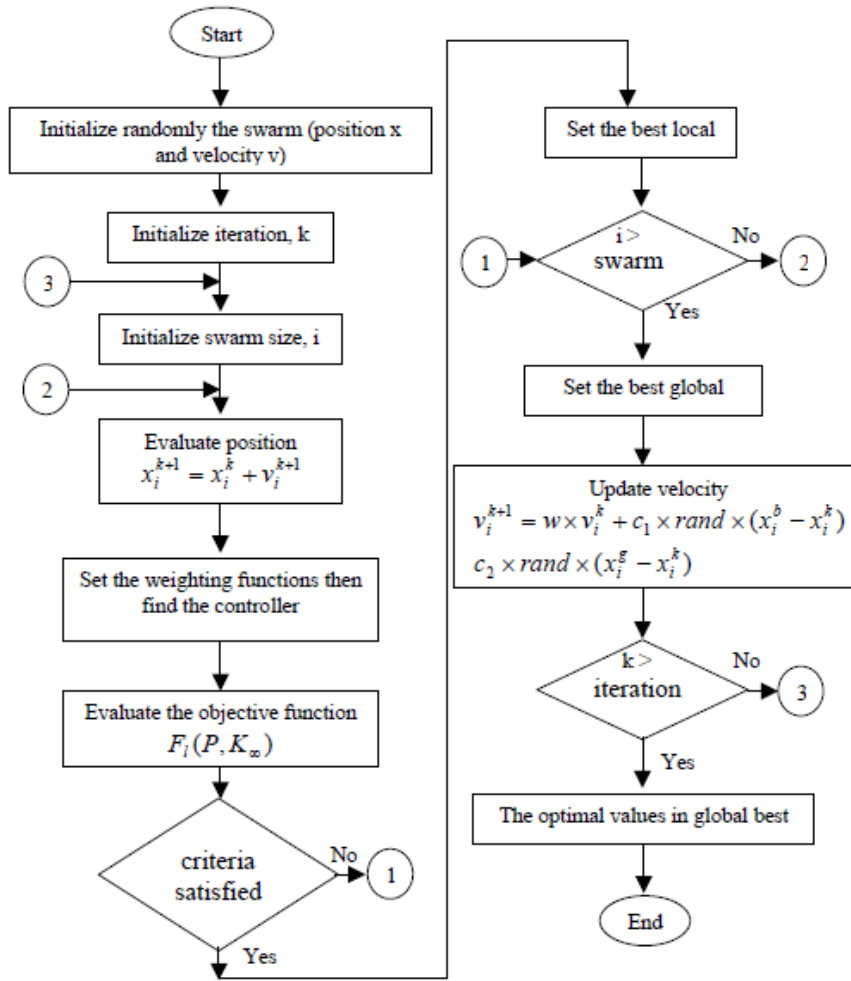 Start
Initialize randomly the swarm (position x
and velocity v)
Initialize iteration, k
3
Initialize swarm size, i
2
Evaluate position
x_i^{k+1} = x_i^k + v_i^{k+1}
Set the weighting functions then
find the controller
Evaluate the objective function
F_l(P, K_∞)
criteria
satisfied
No
1
Yes
Set the best local
1
i >
swarm
No
2
Yes
Set the best global
Update velocity
v_i^{k+1} = w × v_i^k + c_1 × rand × (x_i^b − x_i^k)
c_2 × rand × (x_i^g − x_i^k)
k >
iteration
No
3
Yes
The optimal values in global best
End